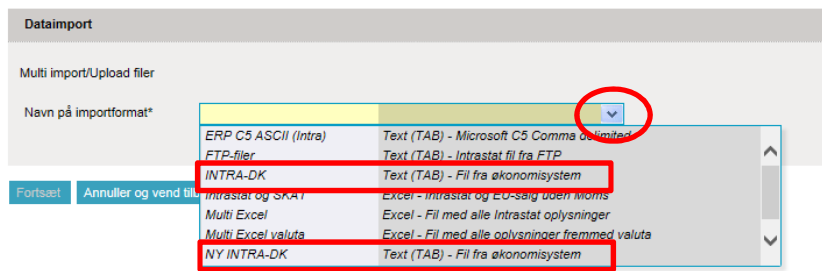 Dataimport
Multi import/Upload filer
Navn på importformat*
ERP C5 ASCII (Intra) Text (TAB) - Microsoft C5 Comma delimited
FTP-filer Text (TAB) - Intrastat fil fra FTP
INTRA-DK Text (TAB) - Fil fra økonomisystem
Intrastat og SKAT Excel - Intrastat og EU-salg uden Moms
Multi Excel Excel - Fil med alle Intrastat oplysninger
Multi Excel valuta Excel - Fil med alle oplysninger fremmed valuta
NY INTRA-DK Text (TAB) - Fil fra økonomisystem
Fortsæt Annuller og vend